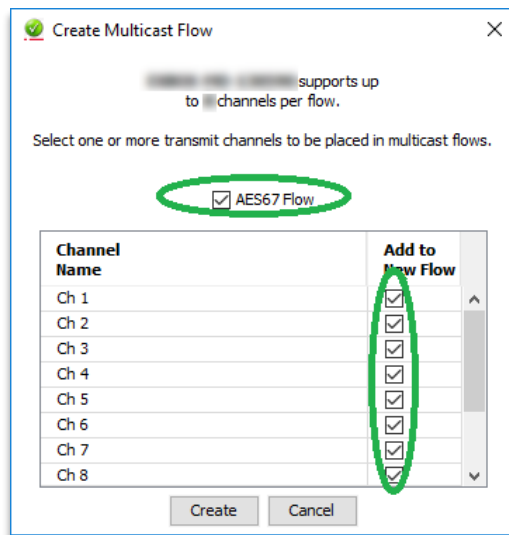 Create Multicast Flow
supports up
to channels per flow.
Select one or more transmit channels to be placed in multicast flows.
AES67 Flow
Channel Name Add to New Flow
Ch 1
Ch 2
Ch 3
Ch 4
Ch 5
Ch 6
Ch 7
Ch 8
Create Cancel